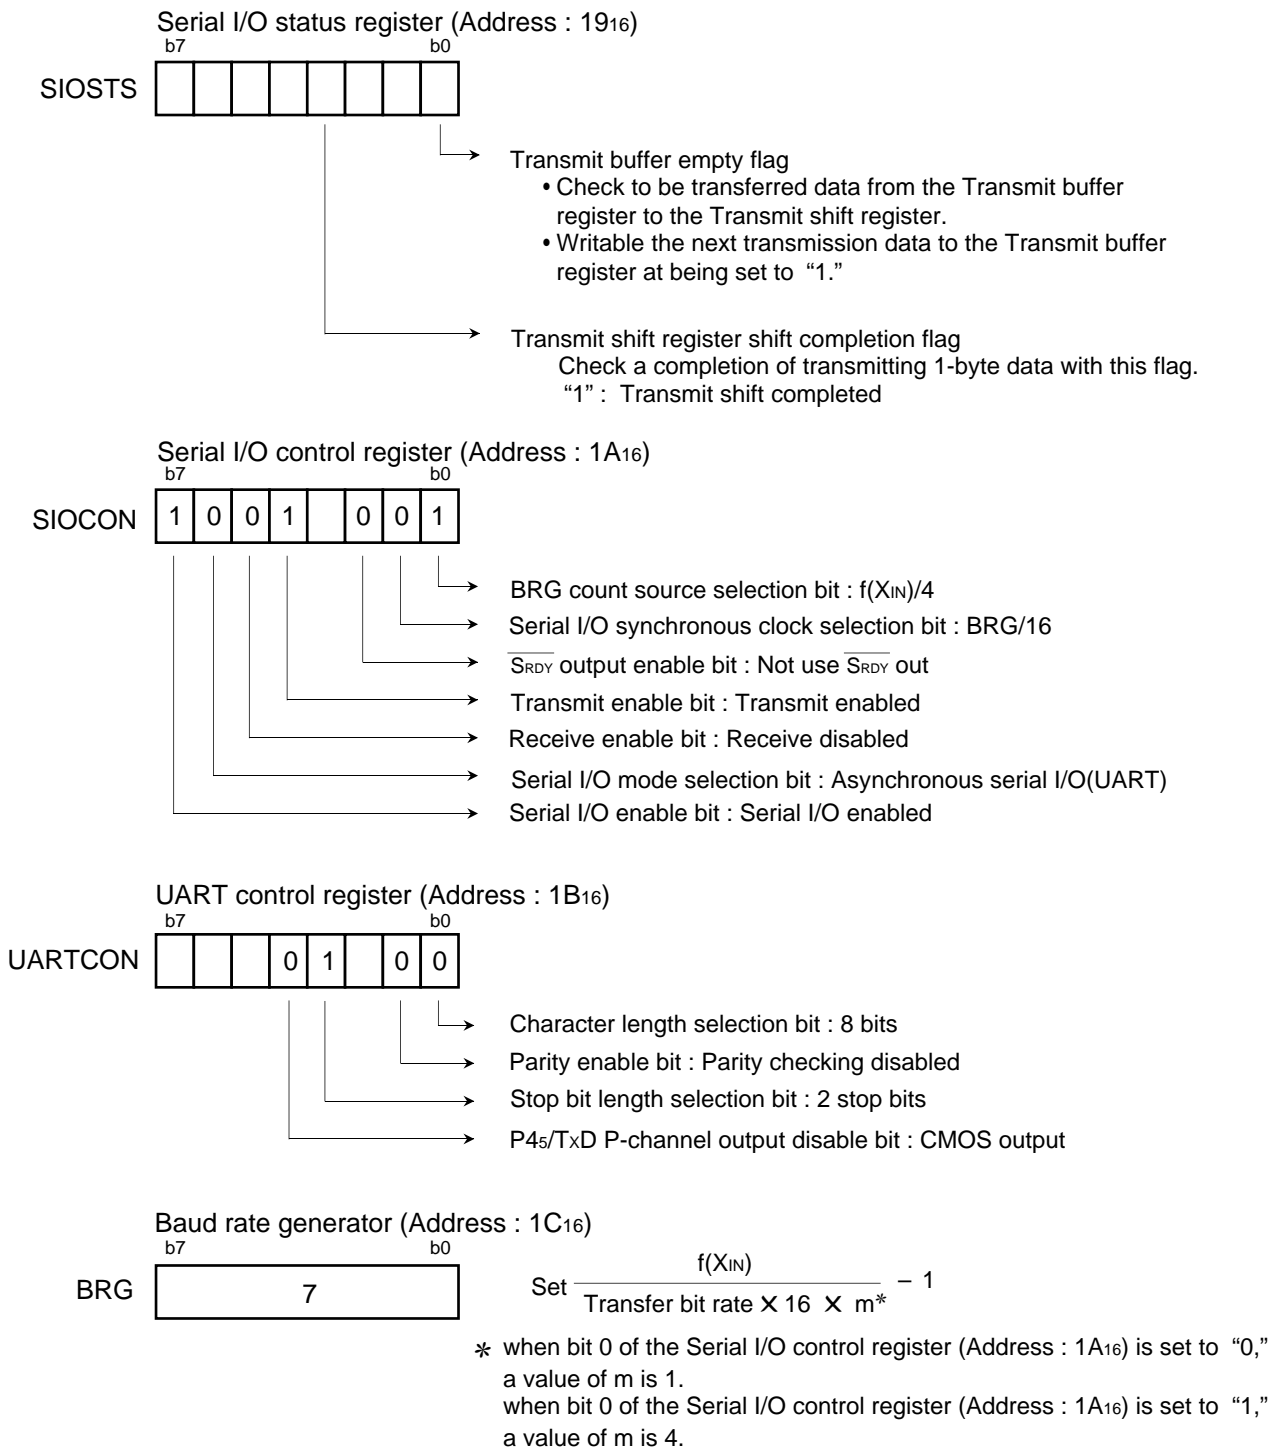 Serial I/O status register (Address : 1916)
b7 b0
SIOSTS
Transmit buffer empty flag
• Check to be transferred data from the Transmit buffer
register to the Transmit shift register.
• Writable the next transmission data to the Transmit buffer
register at being set to “1.”
Transmit shift register shift completion flag
Check a completion of transmitting 1-byte data with this flag.
“1” : Transmit shift completed
Serial I/O control register (Address : 1A16)
b7 b0
SIOCON 1 0 0 1 0 0 1
BRG count source selection bit : f(XIN)/4
Serial I/O synchronous clock selection bit : BRG/16
SRDY output enable bit : Not use SRDY out
Transmit enable bit : Transmit enabled
Receive enable bit : Receive disabled
Serial I/O mode selection bit : Asynchronous serial I/O(UART)
Serial I/O enable bit : Serial I/O enabled
UART control register (Address : 1B16)
b7 b0
UARTCON 0 1 0 0
Character length selection bit : 8 bits
Parity enable bit : Parity checking disabled
Stop bit length selection bit : 2 stop bits
P45/TXD P-channel output disable bit : CMOS output
Baud rate generator (Address : 1C16)
b7 b0
BRG 7
f(XIN)
Set – 1
Transfer bit rate ✕ 16 ✕ m*
* when bit 0 of the Serial I/O control register (Address : 1A16) is set to “0,”
a value of m is 1.
when bit 0 of the Serial I/O control register (Address : 1A16) is set to “1,”
a value of m is 4.